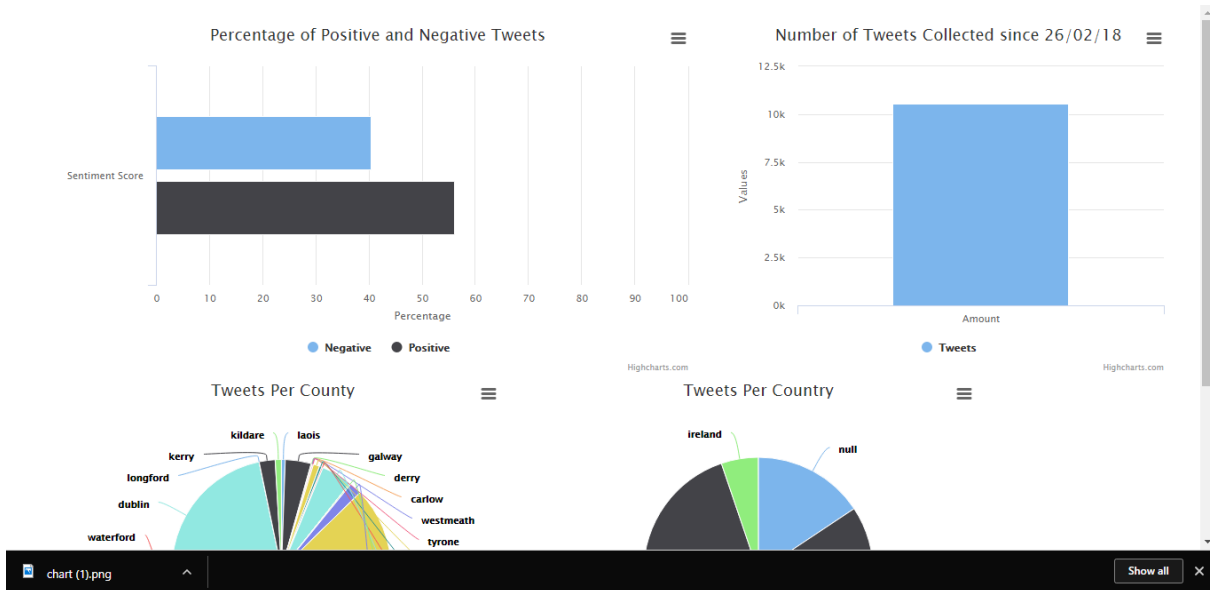 Percentage of Positive and Negative Tweets
Sentiment Score
0 10 20 30 40 50 60 70 80 90 100
Percentage
Negative Positive
Highcharts.com
Number of Tweets Collected since 26/02/18
12.5k
10k
7.5k
5k
2.5k
0k
Values
Amount
Tweets
Highcharts.com
Tweets Per County
kildare
laois
kerry
galway
longford
derry
dublin
carlow
westmeath
waterford
tyrone
Tweets Per Country
ireland
null
chart (1).png
Show all